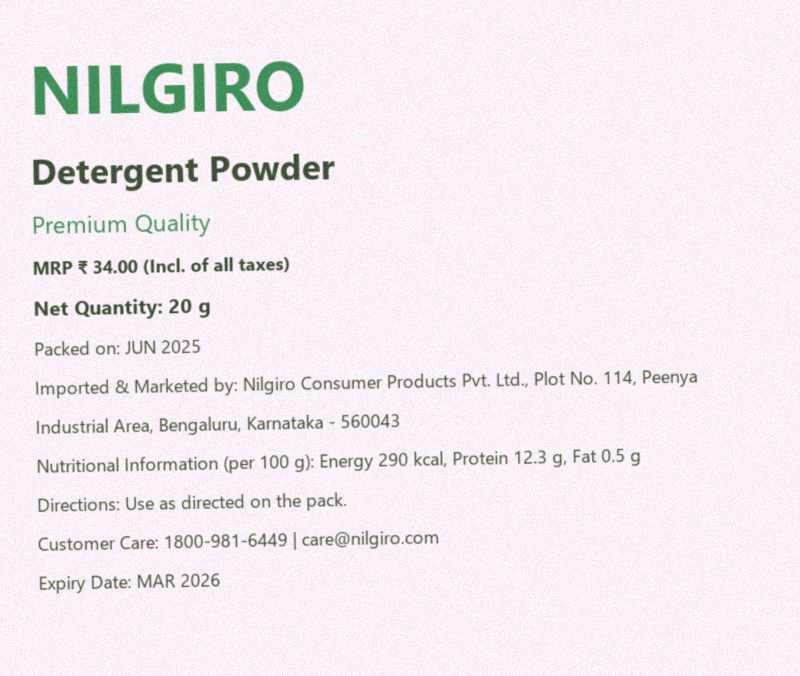 NILGIRO
Detergent Powder
Premium Quality
MRP ₹ 34.00 (Incl. of all taxes)
Net Quantity: 20 g
Packed on: JUN 2025
Imported & Marketed by: Nilgiro Consumer Products Pvt. Ltd., Plot No. 114, Peenya
Industrial Area, Bengaluru, Karnataka - 560043
Nutritional Information (per 100 g): Energy 290 kcal, Protein 12.3 g, Fat 0.5 g
Directions: Use as directed on the pack.
Customer Care: 1800-981-6449 | care@nilgiro.com
Expiry Date: MAR 2026